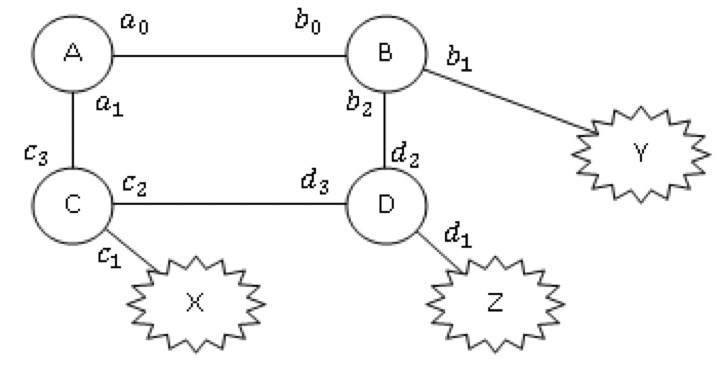 A a₀ b₀ B b₁
a₁ b₂
Y
c₃ d₂
C c₂ d₃ D
c₁ d₁
X Z